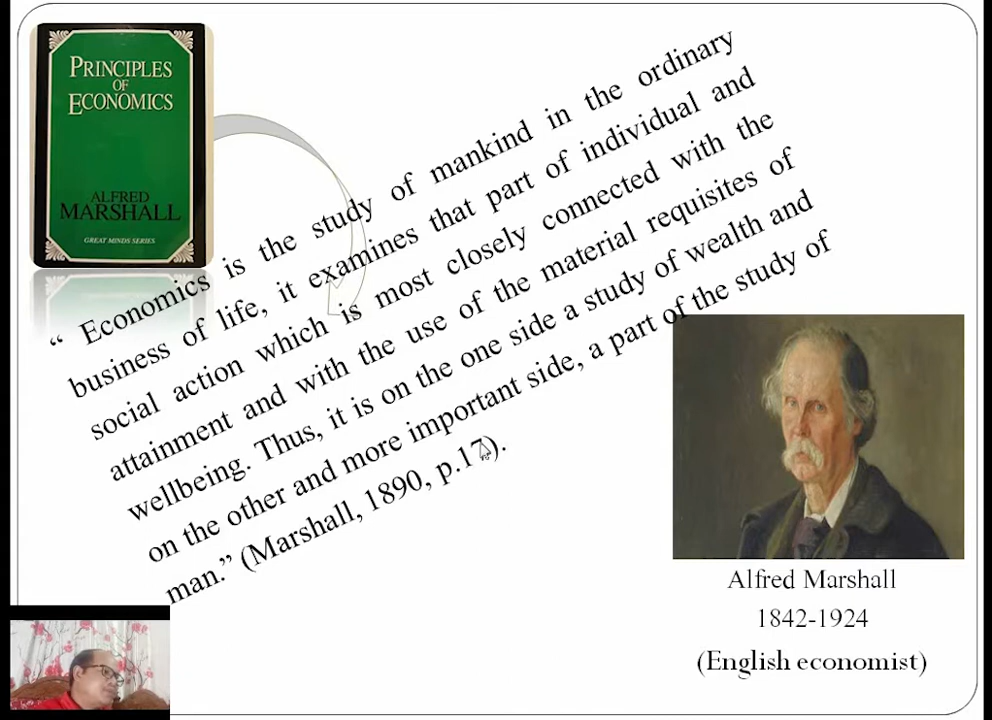 PRINCIPLES
OF
ECONOMICS
ALFRED
MARSHALL
GREAT MINDS SERIES
“ Economics is the study of mankind in the ordinary
business of life, it examines that part of individual and
social action which is most closely connected with the
attainment and with the use of the material requisites of
wellbeing. Thus, it is on the one side a study of wealth and
on the other and more important side, a part of the study of
man.” (Marshall, 1890, p.17).
Alfred Marshall
1842-1924
(English economist)